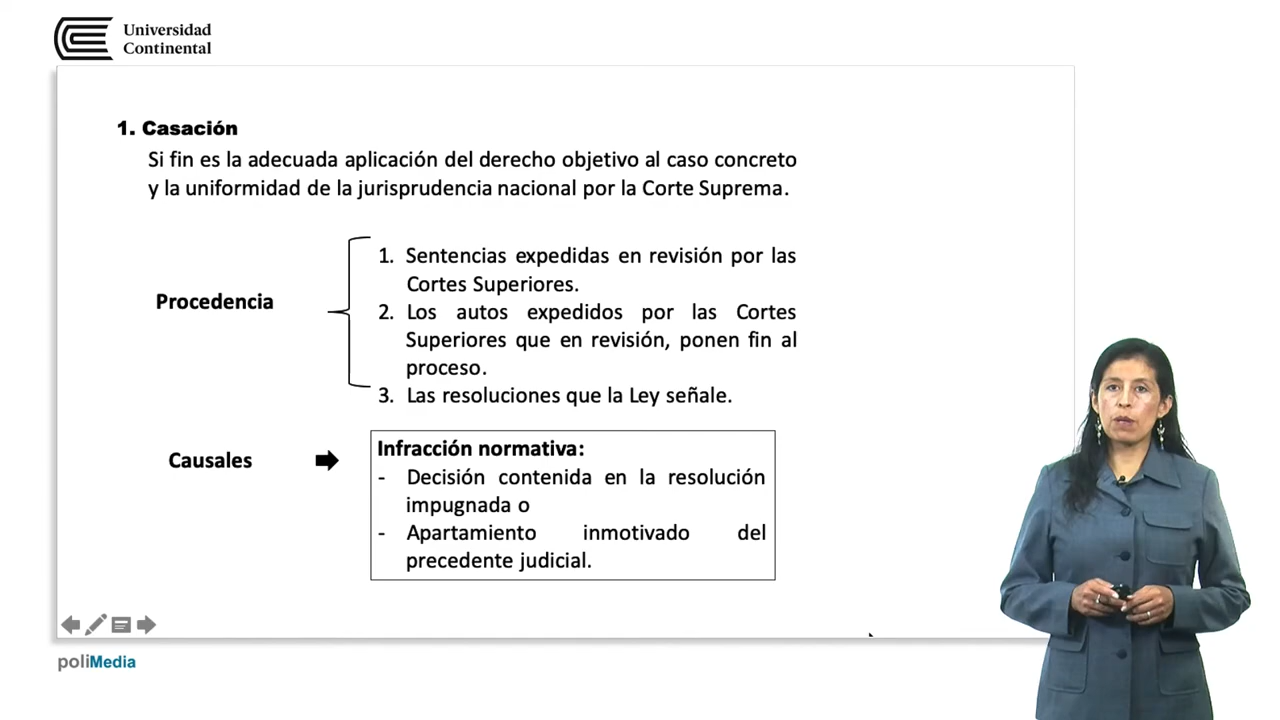 Universidad
Continental
1. Casación
Si fin es la adecuada aplicación del derecho objetivo al caso concreto
y la uniformidad de la jurisprudencia nacional por la Corte Suprema.
Procedencia
1. Sentencias expedidas en revisión por las
Cortes Superiores.
2. Los autos expedidos por las Cortes
Superiores que en revisión, ponen fin al
proceso.
3. Las resoluciones que la Ley señale.
Causales
Infracción normativa:
- Decisión contenida en la resolución
impugnada o
- Apartamiento inmotivado del
precedente judicial.
poliMedia